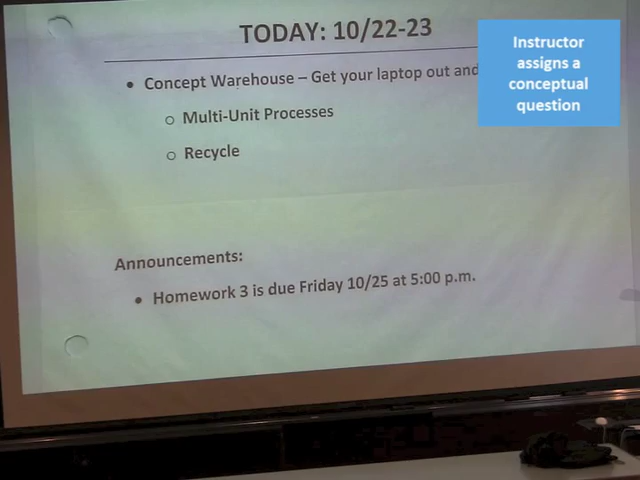 TODAY: 10/22-23
• Concept Warehouse – Get your laptop out and
o Multi-Unit Processes
o Recycle
Announcements:
• Homework 3 is due Friday 10/25 at 5:00 p.m.
Instructor
assigns a
conceptual
question